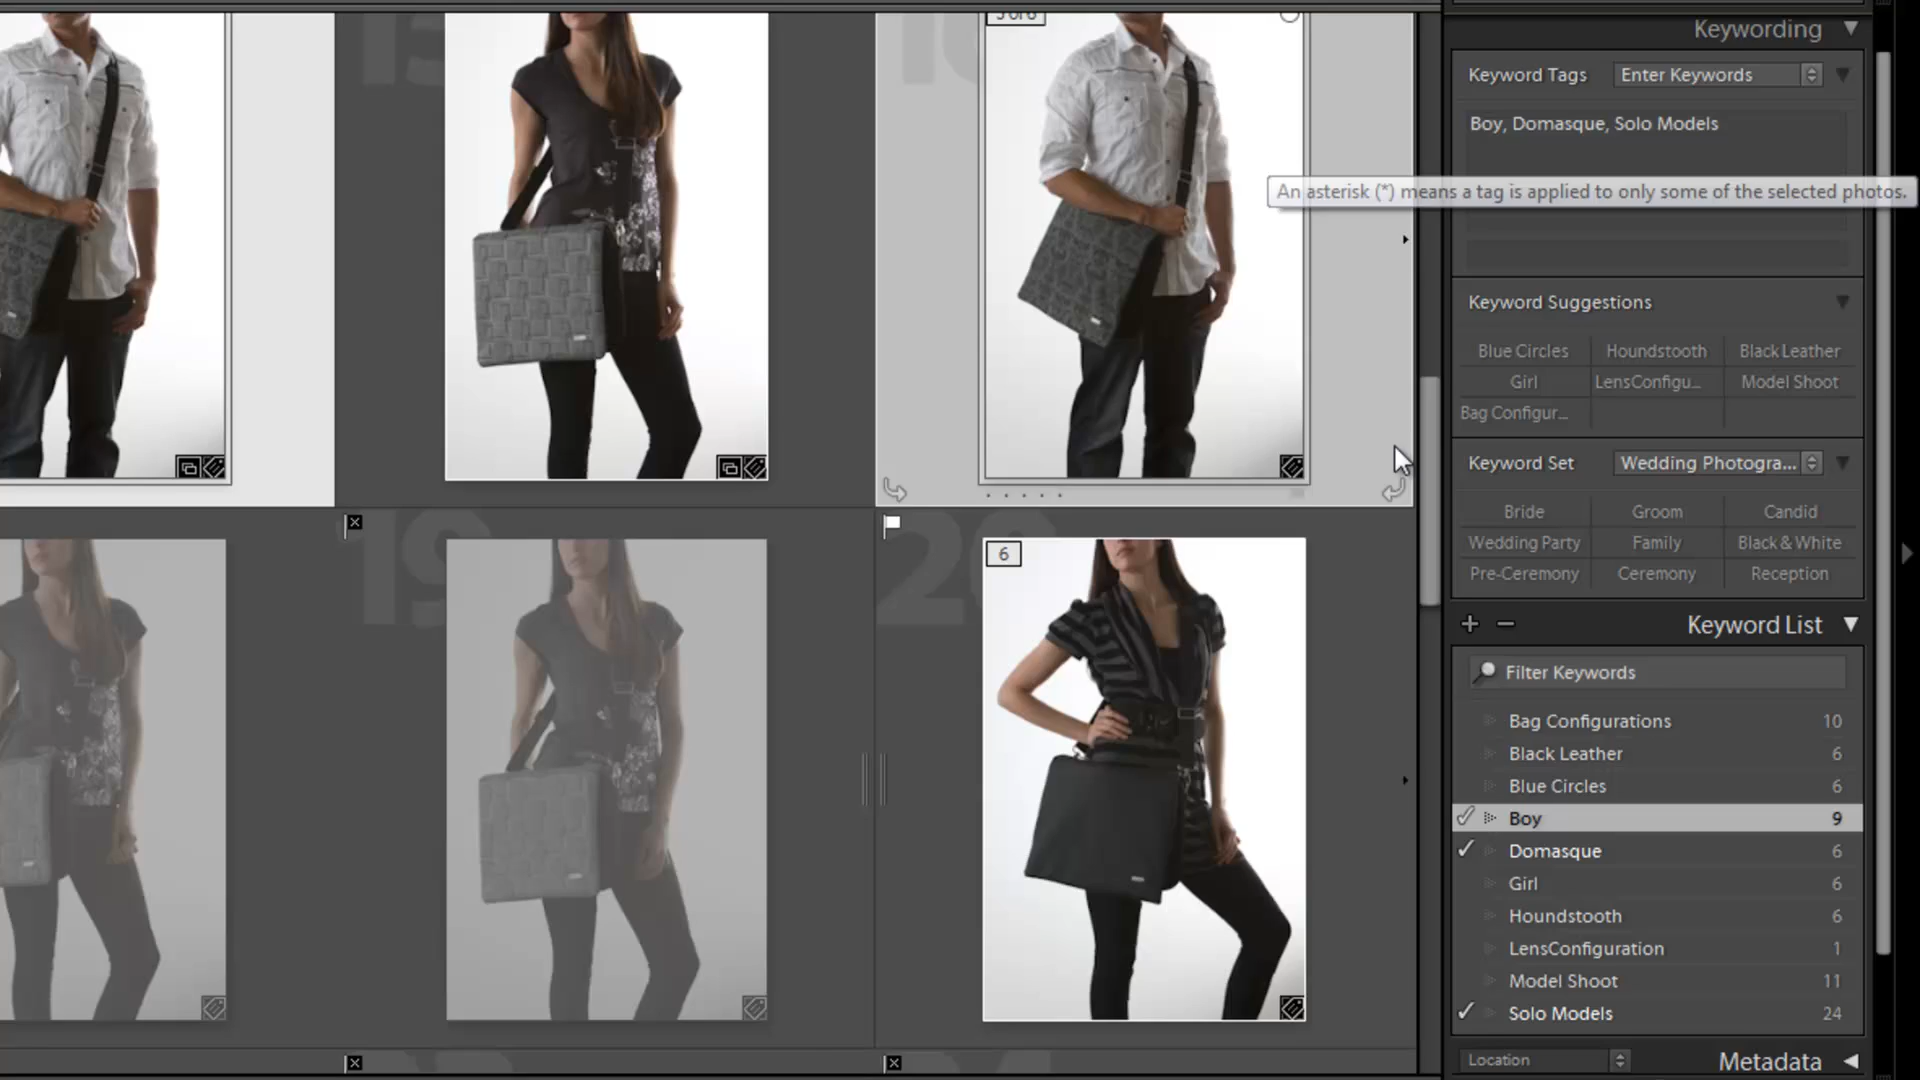 Keywording
Keyword Tags Enter Keywords
Boy, Domasque, Solo Models
An asterisk (*) means a tag is applied to only some of the selected photos.
Keyword Suggestions
Blue Circles Houndstooth Black Leather
Girl LensConfigu... Model Shoot
Bag Configur...
Keyword Set Wedding Photogra...
Bride Groom Candid
Wedding Party Family Black & White
Pre-Ceremony Ceremony Reception
Keyword List
Filter Keywords
Bag Configurations 10
Black Leather 6
Blue Circles 6
Boy 9
Domasque 6
Girl 6
Houndstooth 6
LensConfiguration 1
Model Shoot 11
Solo Models 24
Location Metadata
19
20
6